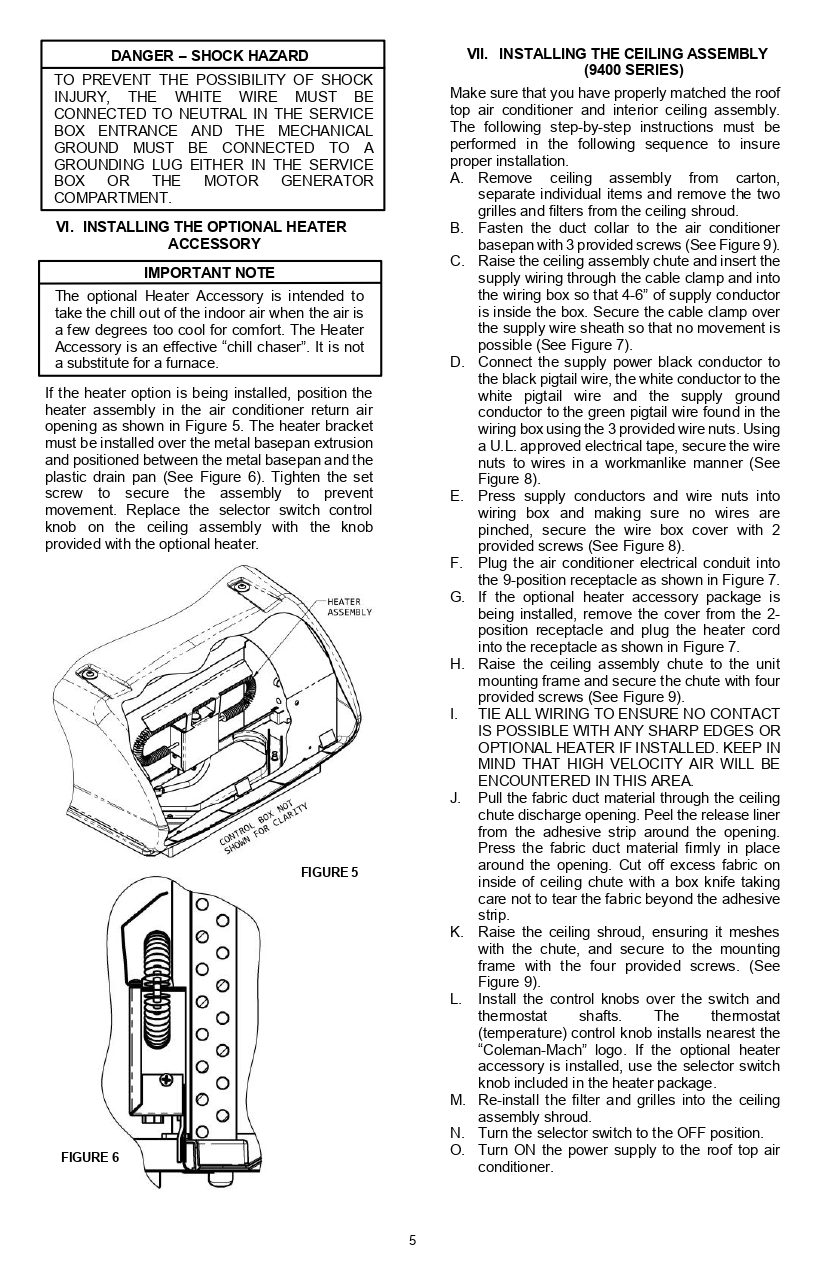 DANGER – SHOCK HAZARD
TO PREVENT THE POSSIBILITY OF SHOCK
INJURY, THE WHITE WIRE MUST BE
CONNECTED TO NEUTRAL IN THE SERVICE
BOX ENTRANCE AND THE MECHANICAL
GROUND MUST BE CONNECTED TO A
GROUNDING LUG EITHER IN THE SERVICE
BOX OR THE MOTOR GENERATOR
COMPARTMENT.
VI. INSTALLING THE OPTIONAL HEATER
ACCESSORY
IMPORTANT NOTE
The optional Heater Accessory is intended to
take the chill out of the indoor air when the air is
a few degrees too cool for comfort. The Heater
Accessory is an effective “chill chaser”. It is not
a substitute for a furnace.
If the heater option is being installed, position the
heater assembly in the air conditioner return air
opening as shown in Figure 5. The heater bracket
must be installed over the metal basepan extrusion
and positioned between the metal basepan and the
plastic drain pan (See Figure 6). Tighten the set
screw to secure the assembly to prevent
movement. Replace the selector switch control
knob on the ceiling assembly with the knob
provided with the optional heater.
HEATER
ASSEMBLY
CONTROL BOX NOT
SHOWN FOR CLARITY
FIGURE 5
FIGURE 6
VII. INSTALLING THE CEILING ASSEMBLY
(9400 SERIES)
Make sure that you have properly matched the roof
top air conditioner and interior ceiling assembly.
The following step-by-step instructions must be
performed in the following sequence to insure
proper installation.
A. Remove ceiling assembly from carton,
separate individual items and remove the two
grilles and filters from the ceiling shroud.
B. Fasten the duct collar to the air conditioner
basepan with 3 provided screws (See Figure 9).
C. Raise the ceiling assembly chute and insert the
supply wiring through the cable clamp and into
the wiring box so that 4-6” of supply conductor
is inside the box. Secure the cable clamp over
the supply wire sheath so that no movement is
possible (See Figure 7).
D. Connect the supply power black conductor to
the black pigtail wire, the white conductor to the
white pigtail wire and the supply ground
conductor to the green pigtail wire found in the
wiring box using the 3 provided wire nuts. Using
a U.L. approved electrical tape, secure the wire
nuts to wires in a workmanlike manner (See
Figure 8).
E. Press supply conductors and wire nuts into
wiring box and making sure no wires are
pinched, secure the wire box cover with 2
provided screws (See Figure 8).
F. Plug the air conditioner electrical conduit into
the 9-position receptacle as shown in Figure 7.
G. If the optional heater accessory package is
being installed, remove the cover from the 2-
position receptacle and plug the heater cord
into the receptacle as shown in Figure 7.
H. Raise the ceiling assembly chute to the unit
mounting frame and secure the chute with four
provided screws (See Figure 9).
I. TIE ALL WIRING TO ENSURE NO CONTACT
IS POSSIBLE WITH ANY SHARP EDGES OR
OPTIONAL HEATER IF INSTALLED. KEEP IN
MIND THAT HIGH VELOCITY AIR WILL BE
ENCOUNTERED IN THIS AREA.
J. Pull the fabric duct material through the ceiling
chute discharge opening. Peel the release liner
from the adhesive strip around the opening.
Press the fabric duct material firmly in place
around the opening. Cut off excess fabric on
inside of ceiling chute with a box knife taking
care not to tear the fabric beyond the adhesive
strip.
K. Raise the ceiling shroud, ensuring it meshes
with the chute, and secure to the mounting
frame with the four provided screws. (See
Figure 9).
L. Install the control knobs over the switch and
thermostat shafts. The thermostat
(temperature) control knob installs nearest the
“Coleman-Mach” logo. If the optional heater
accessory is installed, use the selector switch
knob included in the heater package.
M. Re-install the filter and grilles into the ceiling
assembly shroud.
N. Turn the selector switch to the OFF position.
O. Turn ON the power supply to the roof top air
conditioner.
5